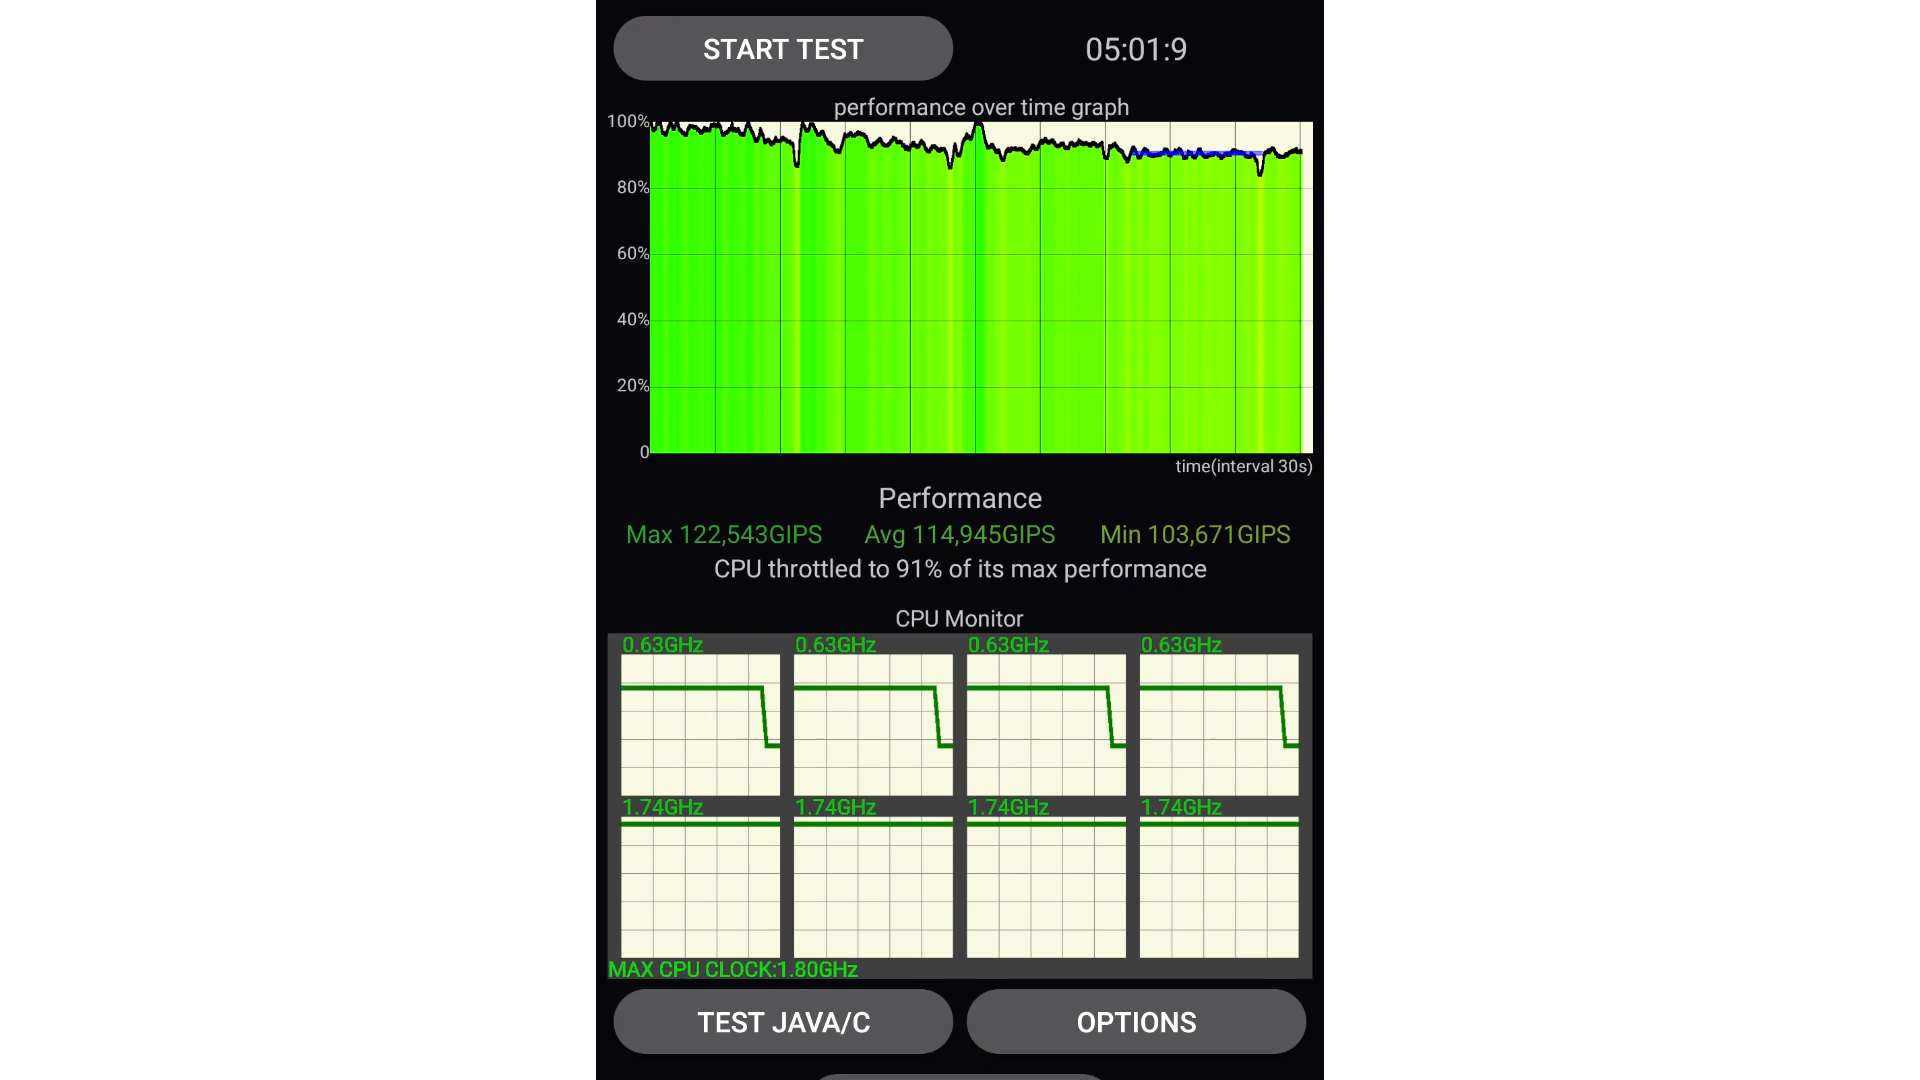 START TEST 05:01:9
performance over time graph
100%
80%
60%
40%
20%
0
time(interval 30s)
Performance
Max 122,543GIPS Avg 114,945GIPS Min 103,671GIPS
CPU throttled to 91% of its max performance
CPU Monitor
0.63GHz 0.63GHz 0.63GHz 0.63GHz
1.74GHz 1.74GHz 1.74GHz 1.74GHz
MAX CPU CLOCK:1.80GHz
TEST JAVA/C OPTIONS